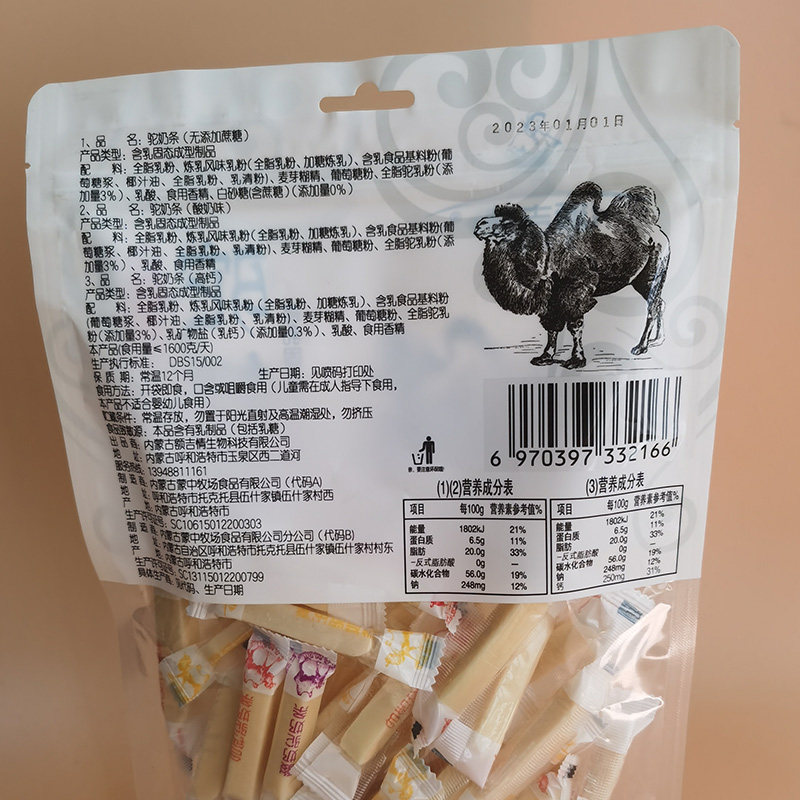 2023年01月01日
1、品 名：驼奶条（无添加蔗糖）
产品类型：含乳固态成型制品
配 料：全脂乳粉、炼乳风味乳粉(全脂乳粉、加糖炼乳)、含乳食品基料粉(葡
萄糖浆、椰汁油、全脂乳粉、乳清粉)、麦芽糊精、葡萄糖粉、全脂驼乳粉(添
加量3%)、乳酸、食用香精、白砂糖(含蔗糖)（添加量0%）
2、品 名：驼奶条（酸奶味）
产品类型：含乳固态成型制品
配 料：全脂乳粉、炼乳风味乳粉(全脂乳粉、加糖炼乳)、含乳食品基料粉(葡
萄糖浆、椰汁油、全脂乳粉、乳清粉)、麦芽糊精、葡萄糖粉、全脂驼乳粉(添
加量3%)、乳酸、食用香精
3、品 名：驼奶条（高钙）
产品类型：含乳固态成型制品
配 料：全脂乳粉、炼乳风味乳粉(全脂乳粉、加糖炼乳)、含乳食品基料粉
(葡萄糖浆、椰汁油、全脂乳粉、乳清粉)、麦芽糊精、葡萄糖粉、全脂驼乳
粉(添加量3%)、乳矿物盐(乳钙)（添加量0.3%）、乳酸、食用香精
本产品(食用量≤1600克/天)
生产执行标准： DBS15/002
保 质 期：常温12个月 生产日期：见喷码打印处
食用方法：开袋即食，口含或咀嚼食用（儿童需在成人指导下食用，
本产品不适合婴幼儿食用）
贮藏条件：常温存放，勿置于阳光直射及高温潮湿处，勿挤压
食品致敏源：本品含有乳制品（包括乳糖）
出品商：内蒙古额吉情生物科技有限公司
地址：内蒙古呼和浩特市玉泉区西二道河
服务热线：13948811161
制造商：内蒙古蒙中牧场食品有限公司（代码A）
地址：呼和浩特市托克托县伍什家镇伍什家村西
产地：内蒙古呼和浩特市
生产许可证号：SC10615012200303
制造商：内蒙古蒙中牧场食品有限公司分公司（代码B）
地址：内蒙古自治区呼和浩特市托克托县伍什家镇伍什家村村东
产地：内蒙古呼和浩特市
生产许可证号：SC13115012200799
具体生产商见代码、生产日期
6 970397 332166
(1)(2)营养成分表
项目 每100g 营养素参考值%
能量 1802kJ 21%
蛋白质 6.5g 11%
脂肪 20.0g 33%
-反式脂肪酸 0g —
碳水化合物 56.0g 19%
钠 248mg 12%
(3)营养成分表
项目 每100g 营养素参考值%
能量 1802kJ 21%
蛋白质 6.5g 11%
脂肪 20.0g 33%
-反式脂肪酸 0g —
碳水化合物 56.0g 19%
钠 248mg 12%
钙 250mg 31%